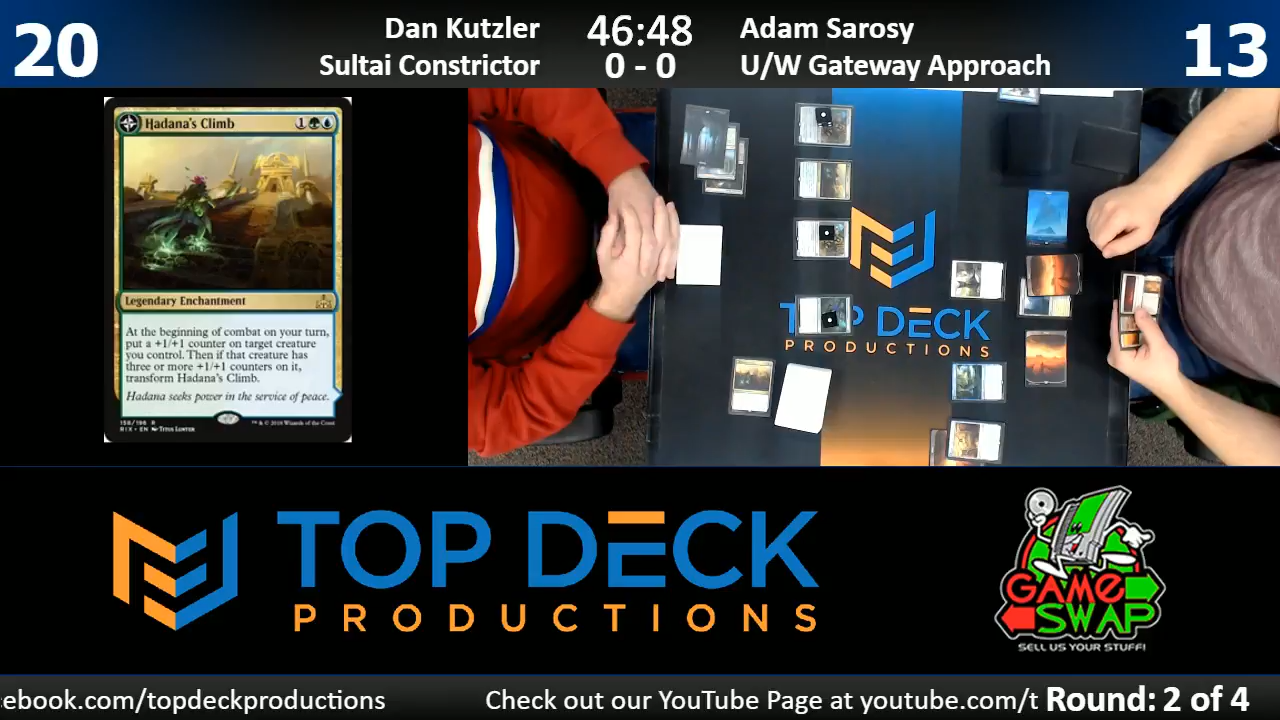 20
Dan Kutzler
Sultai Constrictor
46:48
0 - 0
Adam Sarosy
U/W Gateway Approach
13
Hadana's Climb
1
Legendary Enchantment
At the beginning of combat on your turn,
put a +1/+1 counter on target creature
you control. Then if that creature has
three or more +1/+1 counters on it,
transform Hadana's Climb.
Hadana seeks power in the service of peace.
158/196 R
RIX • EN
TOP DECK
PRODUCTIONS
TOP DECK
PRODUCTIONS
GAME
SWAP
SELL US YOUR STUFF!
ebook.com/topdeckproductions
Check out our YouTube Page at youtube.com/t
Round: 2 of 4